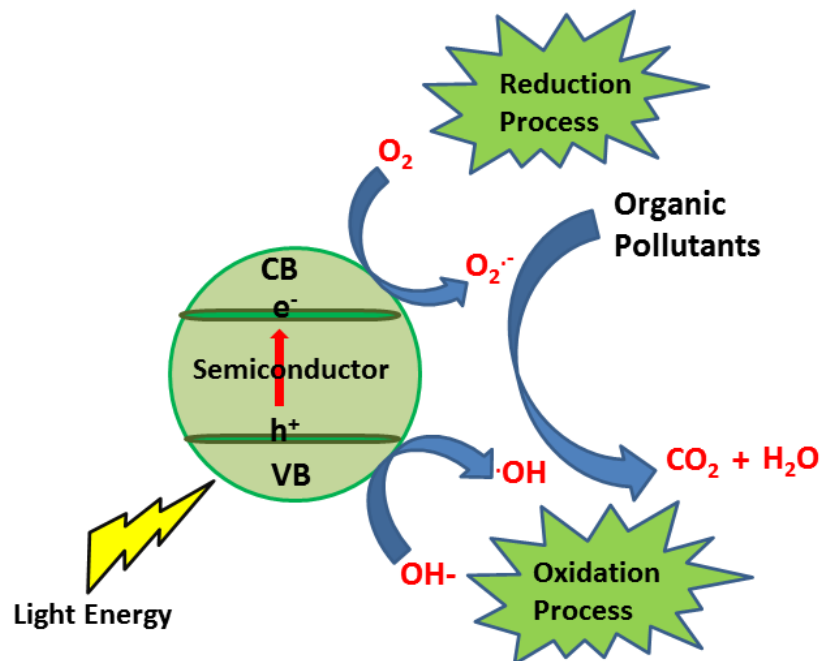 Reduction
Process
O₂
Organic
Pollutants
CB
O₂·⁻
e⁻
Semiconductor
h⁺
VB
·OH
CO₂ + H₂O
OH-
Oxidation
Process
Light Energy